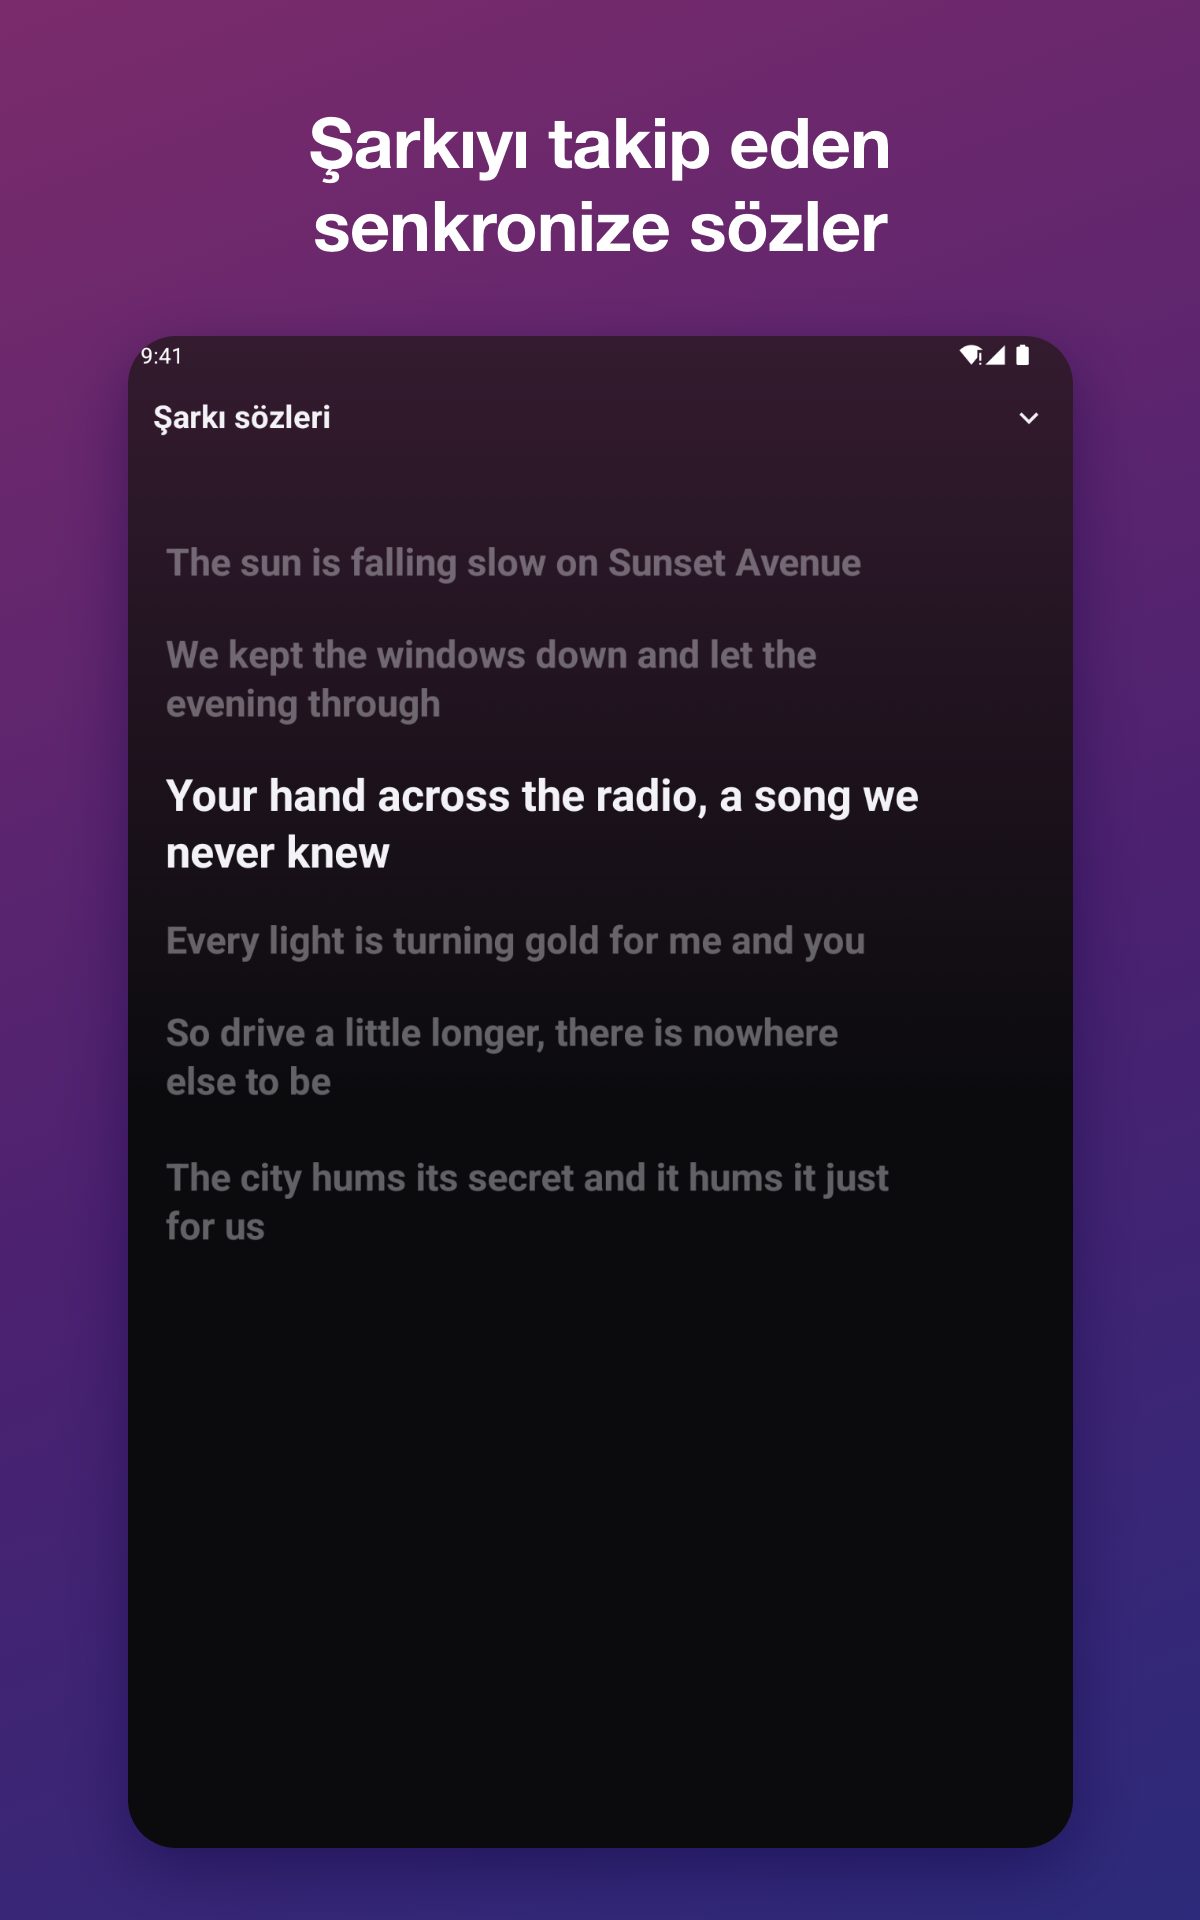 Şarkıyı takip eden
senkronize sözler
9:41
Şarkı sözleri
The sun is falling slow on Sunset Avenue
We kept the windows down and let the
evening through
Your hand across the radio, a song we
never knew
Every light is turning gold for me and you
So drive a little longer, there is nowhere
else to be
The city hums its secret and it hums it just
for us